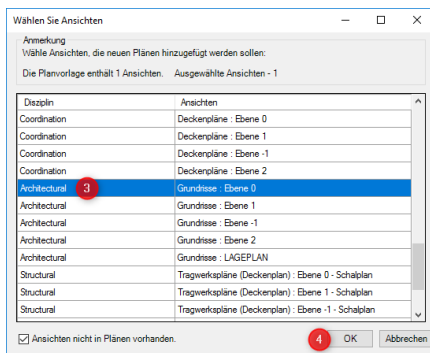 Wählen Sie Ansichten
Anmerkung
Wähle Ansichten, die neuen Plänen hinzugefügt werden sollen:
Die Planvorlage enthält 1 Ansichten. Ausgewählte Ansichten - 1
Disziplin Ansichten
Coordination Deckenpläne : Ebene 0
Coordination Deckenpläne : Ebene 1
Coordination Deckenpläne : Ebene -1
Coordination Deckenpläne : Ebene 2
Architectural 3 Grundrisse : Ebene 0
Architectural Grundrisse : Ebene 1
Architectural Grundrisse : Ebene -1
Architectural Grundrisse : Ebene 2
Architectural Grundrisse : LAGEPLAN
Structural Tragwerkspläne (Deckenplan) : Ebene 0 - Schalplan
Structural Tragwerkspläne (Deckenplan) : Ebene 1 - Schalplan
Structural Tragwerkspläne (Deckenplan) : Ebene -1 - Schalplan
Ansichten nicht in Plänen vorhanden. 4 OK Abbrechen